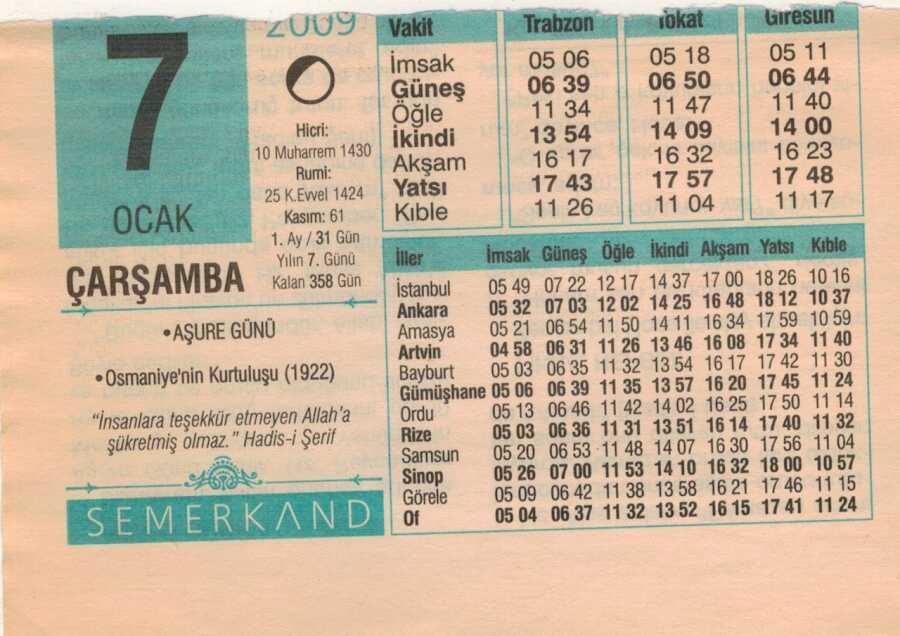 7
OCAK
ÇARŞAMBA
2009
Hicri:
10 Muharrem 1430
Rumi:
25 K.Evvel 1424
Kasım: 61
1. Ay / 31 Gün
Yılın 7. Günü
Kalan 358 Gün
•AŞURE GÜNÜ
•Osmaniye'nin Kurtuluşu (1922)
“İnsanlara teşekkür etmeyen Allah'a
şükretmiş olmaz.” Hadis-i Şerif
SEMERKAND
Vakit Trabzon Tokat Giresun
İmsak 05 06 05 18 05 11
Güneş 06 39 06 50 06 44
Öğle 11 34 11 47 11 40
İkindi 13 54 14 09 14 00
Akşam 16 17 16 32 16 23
Yatsı 17 43 17 57 17 48
Kıble 11 26 11 04 11 17
İller İmsak Güneş Öğle İkindi Akşam Yatsı Kıble
İstanbul 05 49 07 22 12 17 14 37 17 00 18 26 10 16
Ankara 05 32 07 03 12 02 14 25 16 48 18 12 10 37
Amasya 05 21 06 54 11 50 14 11 16 34 17 59 10 59
Artvin 04 58 06 31 11 26 13 46 16 08 17 34 11 40
Bayburt 05 03 06 35 11 32 13 54 16 17 17 42 11 30
Gümüşhane 05 06 06 39 11 35 13 57 16 20 17 45 11 24
Ordu 05 13 06 46 11 42 14 02 16 25 17 50 11 14
Rize 05 03 06 36 11 31 13 51 16 14 17 40 11 32
Samsun 05 20 06 53 11 48 14 07 16 30 17 56 11 04
Sinop 05 26 07 00 11 53 14 10 16 32 18 00 10 57
Görele 05 09 06 42 11 38 13 58 16 21 17 46 11 15
Of 05 04 06 37 11 32 13 52 16 15 17 41 11 24